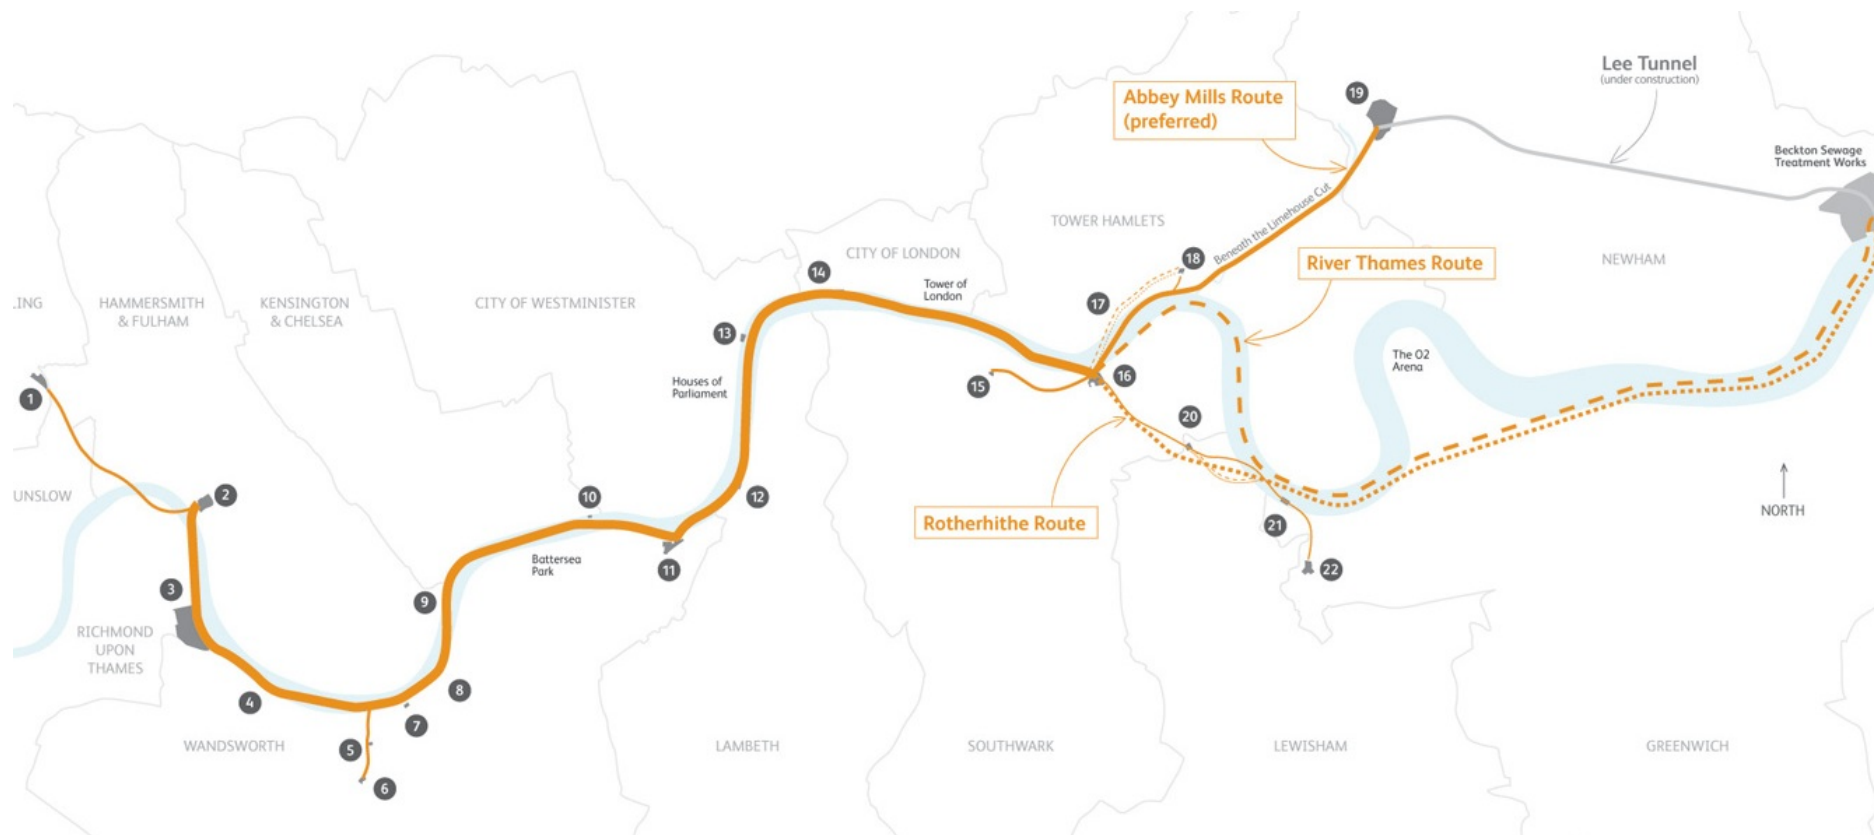 Lee Tunnel
(under construction)
19
Abbey Mills Route
(preferred)
Beckton Sewage
Treatment Works
Beneath the Limehouse Cut
TOWER HAMLETS
CITY OF LONDON
18
River Thames Route
NEWHAM
14
Tower of
London
17
.ING
HAMMERSMITH
& FULHAM
KENSINGTON
& CHELSEA
CITY OF WESTMINISTER
13
The O2
Arena
Houses of
Parliament
15
16
1
20
UNSLOW
2
10
12
NORTH
Rotherhithe Route
21
Battersea
Park
11
22
3
9
RICHMOND
UPON
THAMES
4
8
7
5
6
WANDSWORTH
LAMBETH
SOUTHWARK
LEWISHAM
GREENWICH